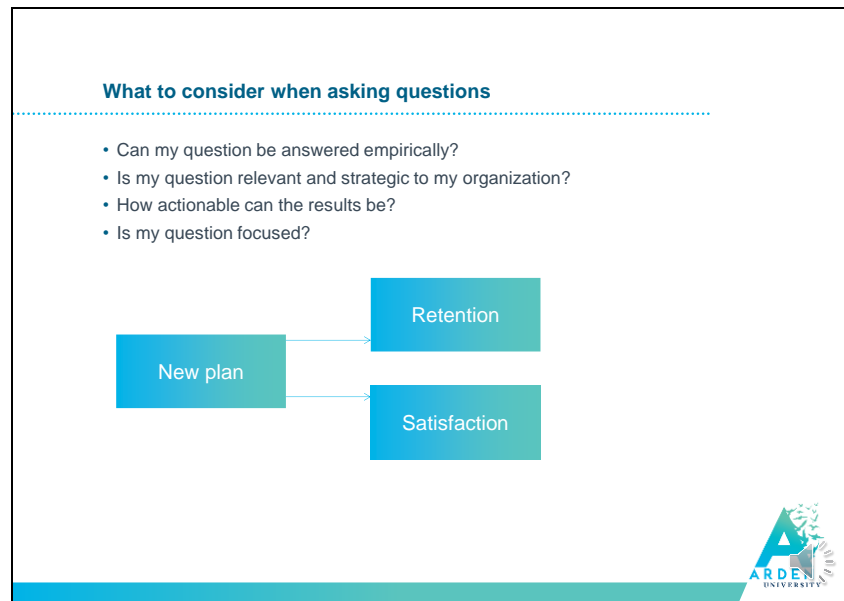 What to consider when asking questions
• Can my question be answered empirically?
• Is my question relevant and strategic to my organization?
• How actionable can the results be?
• Is my question focused?
Retention
New plan
Satisfaction
UNIVERSITY